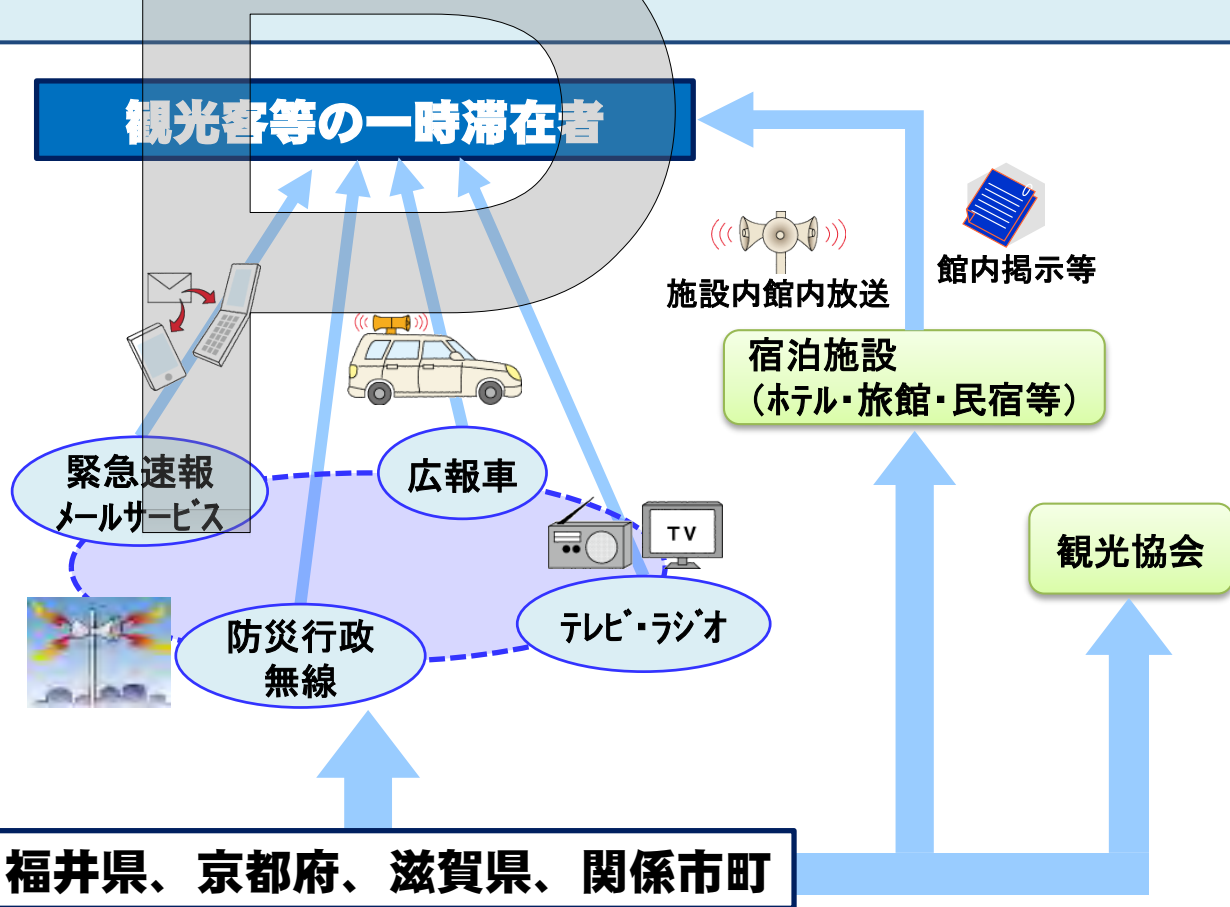 観光客等の一時滞在者
施設内館内放送
館内掲示等
宿泊施設
（ホテル・旅館・民宿等）
緊急速報
メールサービス
広報車
TV
観光協会
防災行政
無線
テレビ・ラジオ
福井県、京都府、滋賀県、関係市町
P